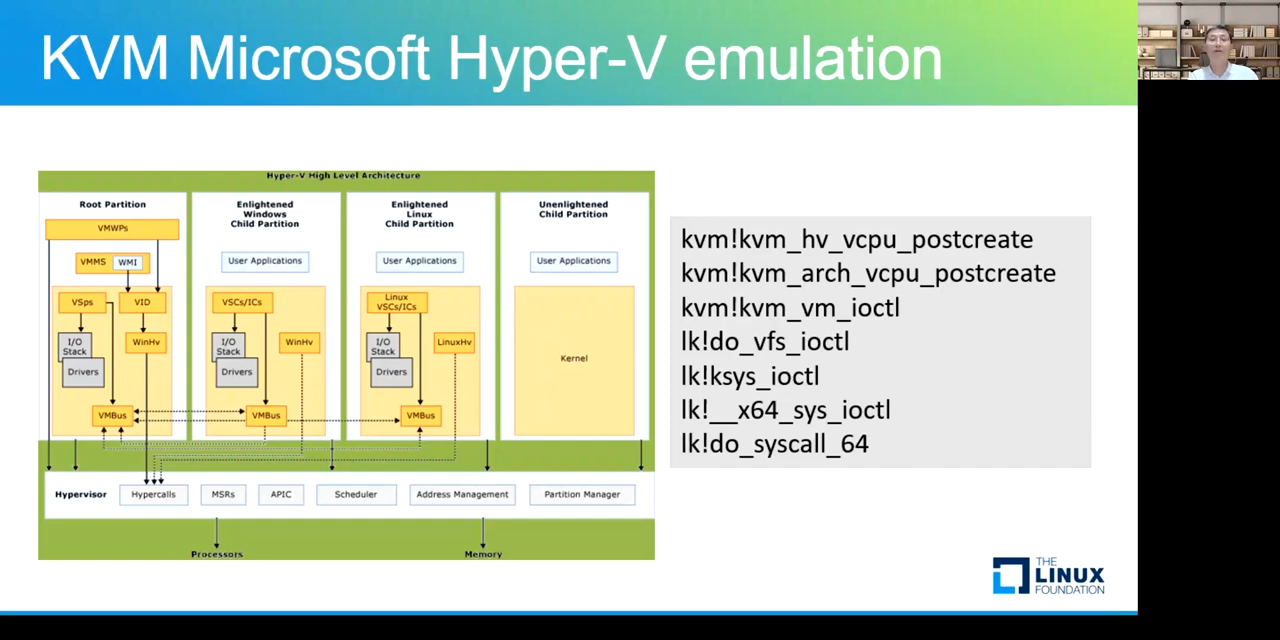 KVM Microsoft Hyper-V emulation
Hyper-V High Level Architecture
Root Partition
VMWPs
VMMS
WMI
VSps
VID
I/O
Stack
WinHv
Drivers
VMBus
Enlightened
Windows
Child Partition
User Applications
VSCs/ICs
I/O
Stack
WinHv
Drivers
VMBus
Enlightened
Linux
Child Partition
User Applications
Linux
VSCs/ICs
I/O
Stack
LinuxHv
Drivers
VMBus
Unenlightened
Child Partition
User Applications
Kernel
Hypervisor
Hypercalls
MSRs
APIC
Scheduler
Address Management
Partition Manager
Processors
Memory
kvm!kvm_hv_vcpu_postcreate
kvm!kvm_arch_vcpu_postcreate
kvm!kvm_vm_ioctl
lk!do_vfs_ioctl
lk!ksys_ioctl
lk!__x64_sys_ioctl
lk!do_syscall_64
THE
LINUX
FOUNDATION